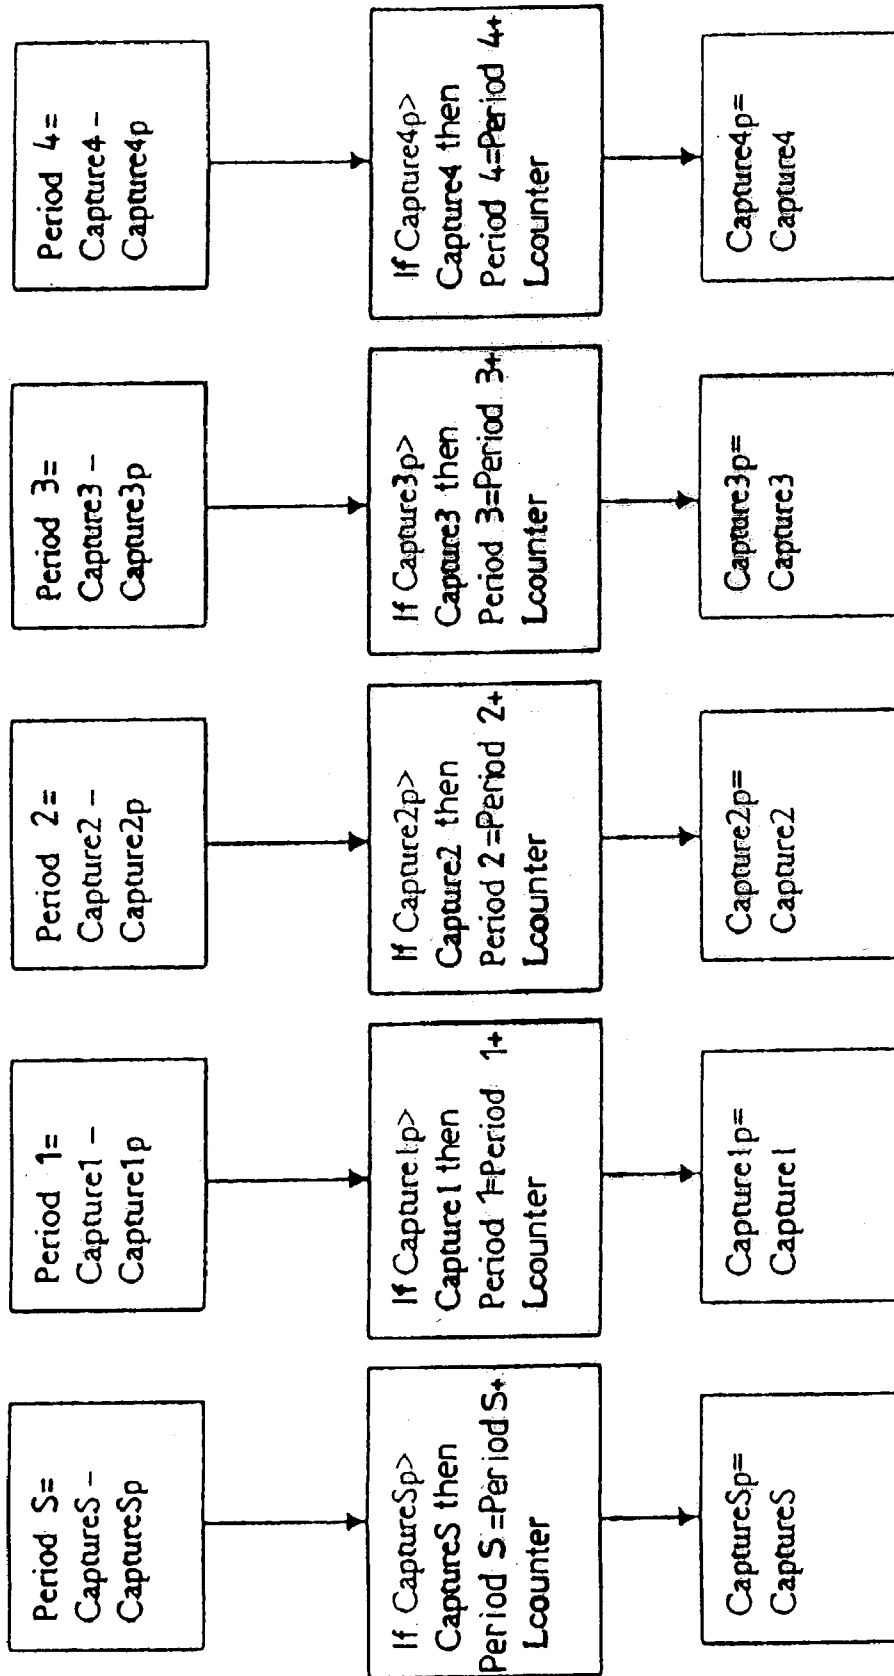 Period S=
CaptureS –
CaptureSp
If CaptureSp>
CaptureS then
Period S=Period S+
Lcounter
CaptureSp=
CaptureS
Period 1=
Capture1 –
Capture1p
If Capture1p>
Capture1 then
Period 1=Period 1+
Lcounter
Capture1p=
Capture1
Period 2=
Capture2 –
Capture2p
If Capture2p>
Capture2 then
Period 2=Period 2+
Lcounter
Capture2p=
Capture2
Period 3=
Capture3 –
Capture3p
If Capture3p>
Capture3 then
Period 3=Period 3+
Lcounter
Capture3p=
Capture3
Period 4=
Capture4 –
Capture4p
If Capture4p>
Capture4 then
Period 4=Period 4+
Lcounter
Capture4p=
Capture4